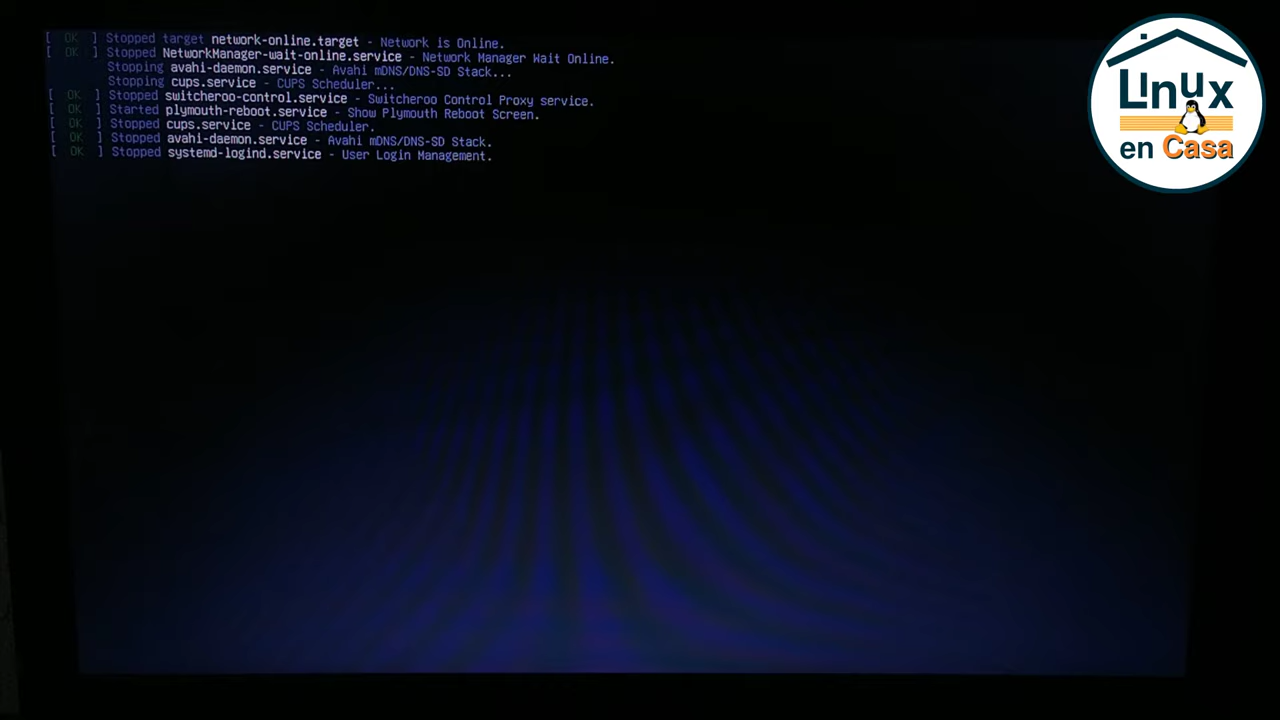 [  OK  ] Stopped target network-online.target - Network is Online.
[  OK  ] Stopped NetworkManager-wait-online.service - Network Manager Wait Online.
Stopping avahi-daemon.service - Avahi mDNS/DNS-SD Stack...
Stopping cups.service - CUPS Scheduler...
[  OK  ] Stopped switcheroo-control.service - Switcheroo Control Proxy service.
[  OK  ] Started plymouth-reboot.service - Show Plymouth Reboot Screen.
[  OK  ] Stopped cups.service - CUPS Scheduler.
[  OK  ] Stopped avahi-daemon.service - Avahi mDNS/DNS-SD Stack.
[  OK  ] Stopped systemd-logind.service - User Login Management.
LInux
en Casa